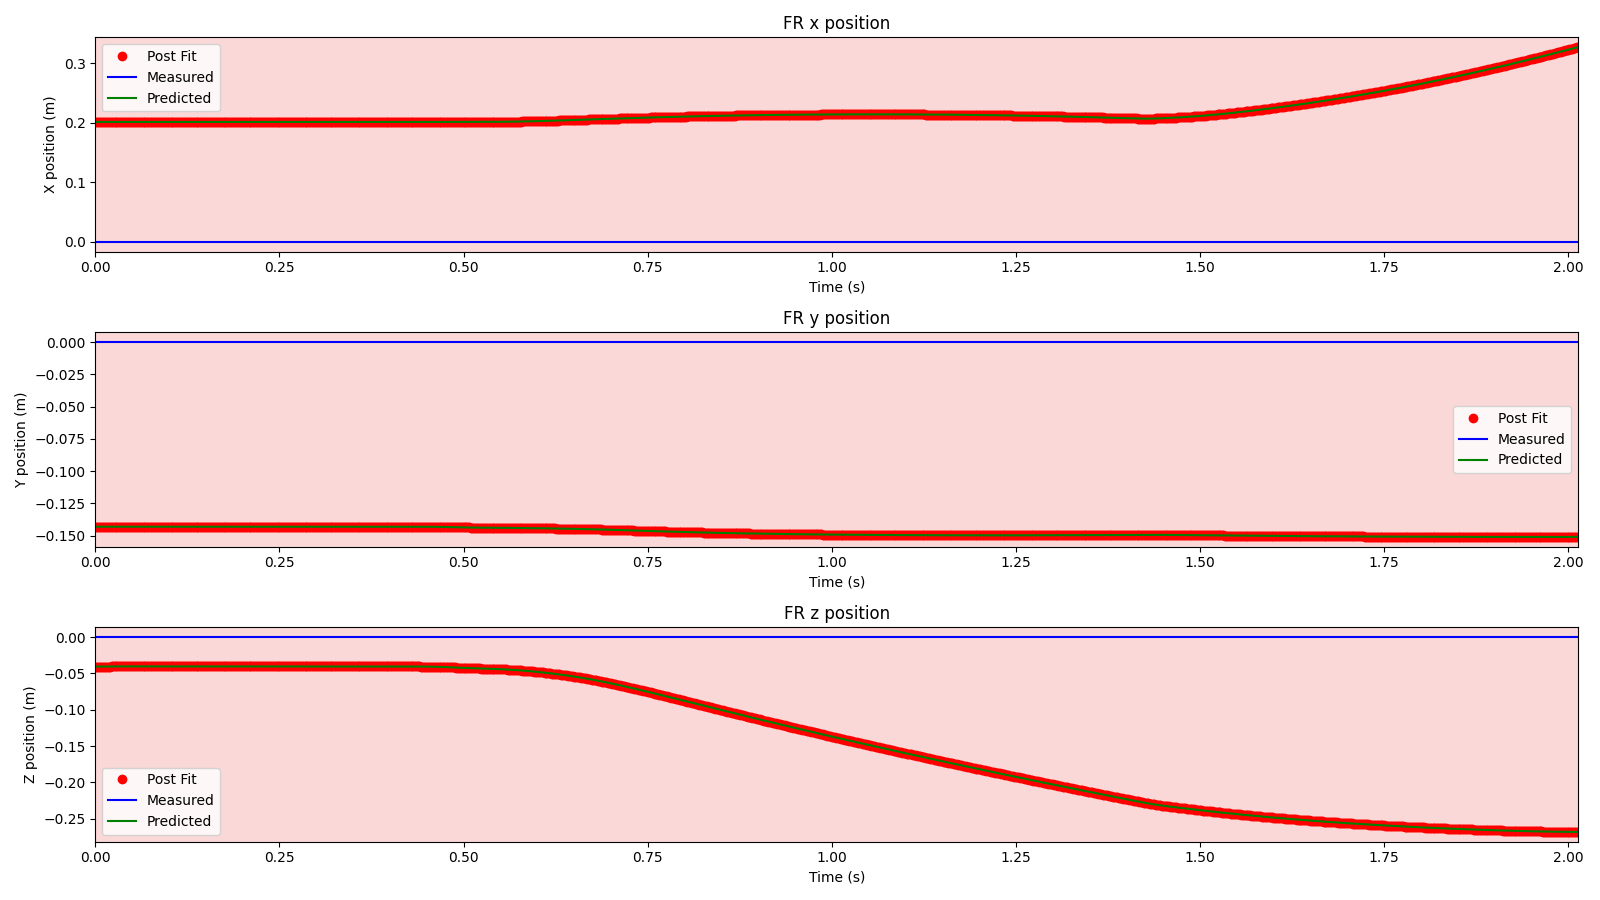 FR x position
X position (m)
0.3
0.2
0.1
0.0
Post Fit
Measured
Predicted
0.00 0.25 0.50 0.75 1.00 1.25 1.50 1.75 2.00
Time (s)
FR y position
Y position (m)
0.000
−0.025
−0.050
−0.075
−0.100
−0.125
−0.150
Post Fit
Measured
Predicted
0.00 0.25 0.50 0.75 1.00 1.25 1.50 1.75 2.00
Time (s)
FR z position
Z position (m)
0.00
−0.05
−0.10
−0.15
−0.20
−0.25
Post Fit
Measured
Predicted
0.00 0.25 0.50 0.75 1.00 1.25 1.50 1.75 2.00
Time (s)